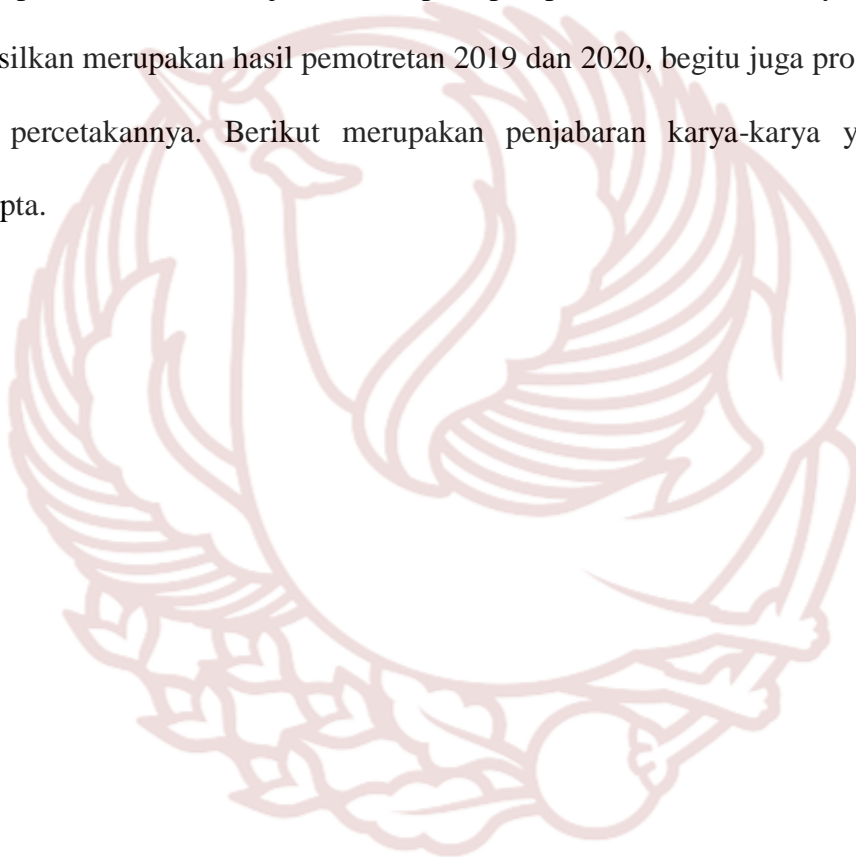 silkan merupakan hasil pemotretan 2019 dan 2020, begitu juga pro
percetakannya. Berikut merupakan penjabaran karya-karya y
pta.